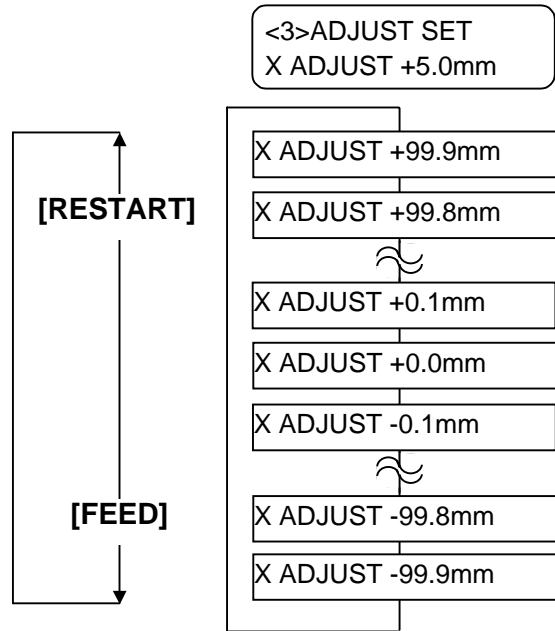 <3>ADJUST SET
X ADJUST +5.0mm
X ADJUST +99.9mm
[RESTART]
X ADJUST +99.8mm
X ADJUST +0.1mm
X ADJUST +0.0mm
X ADJUST -0.1mm
[FEED]
X ADJUST -99.8mm
X ADJUST -99.9mm